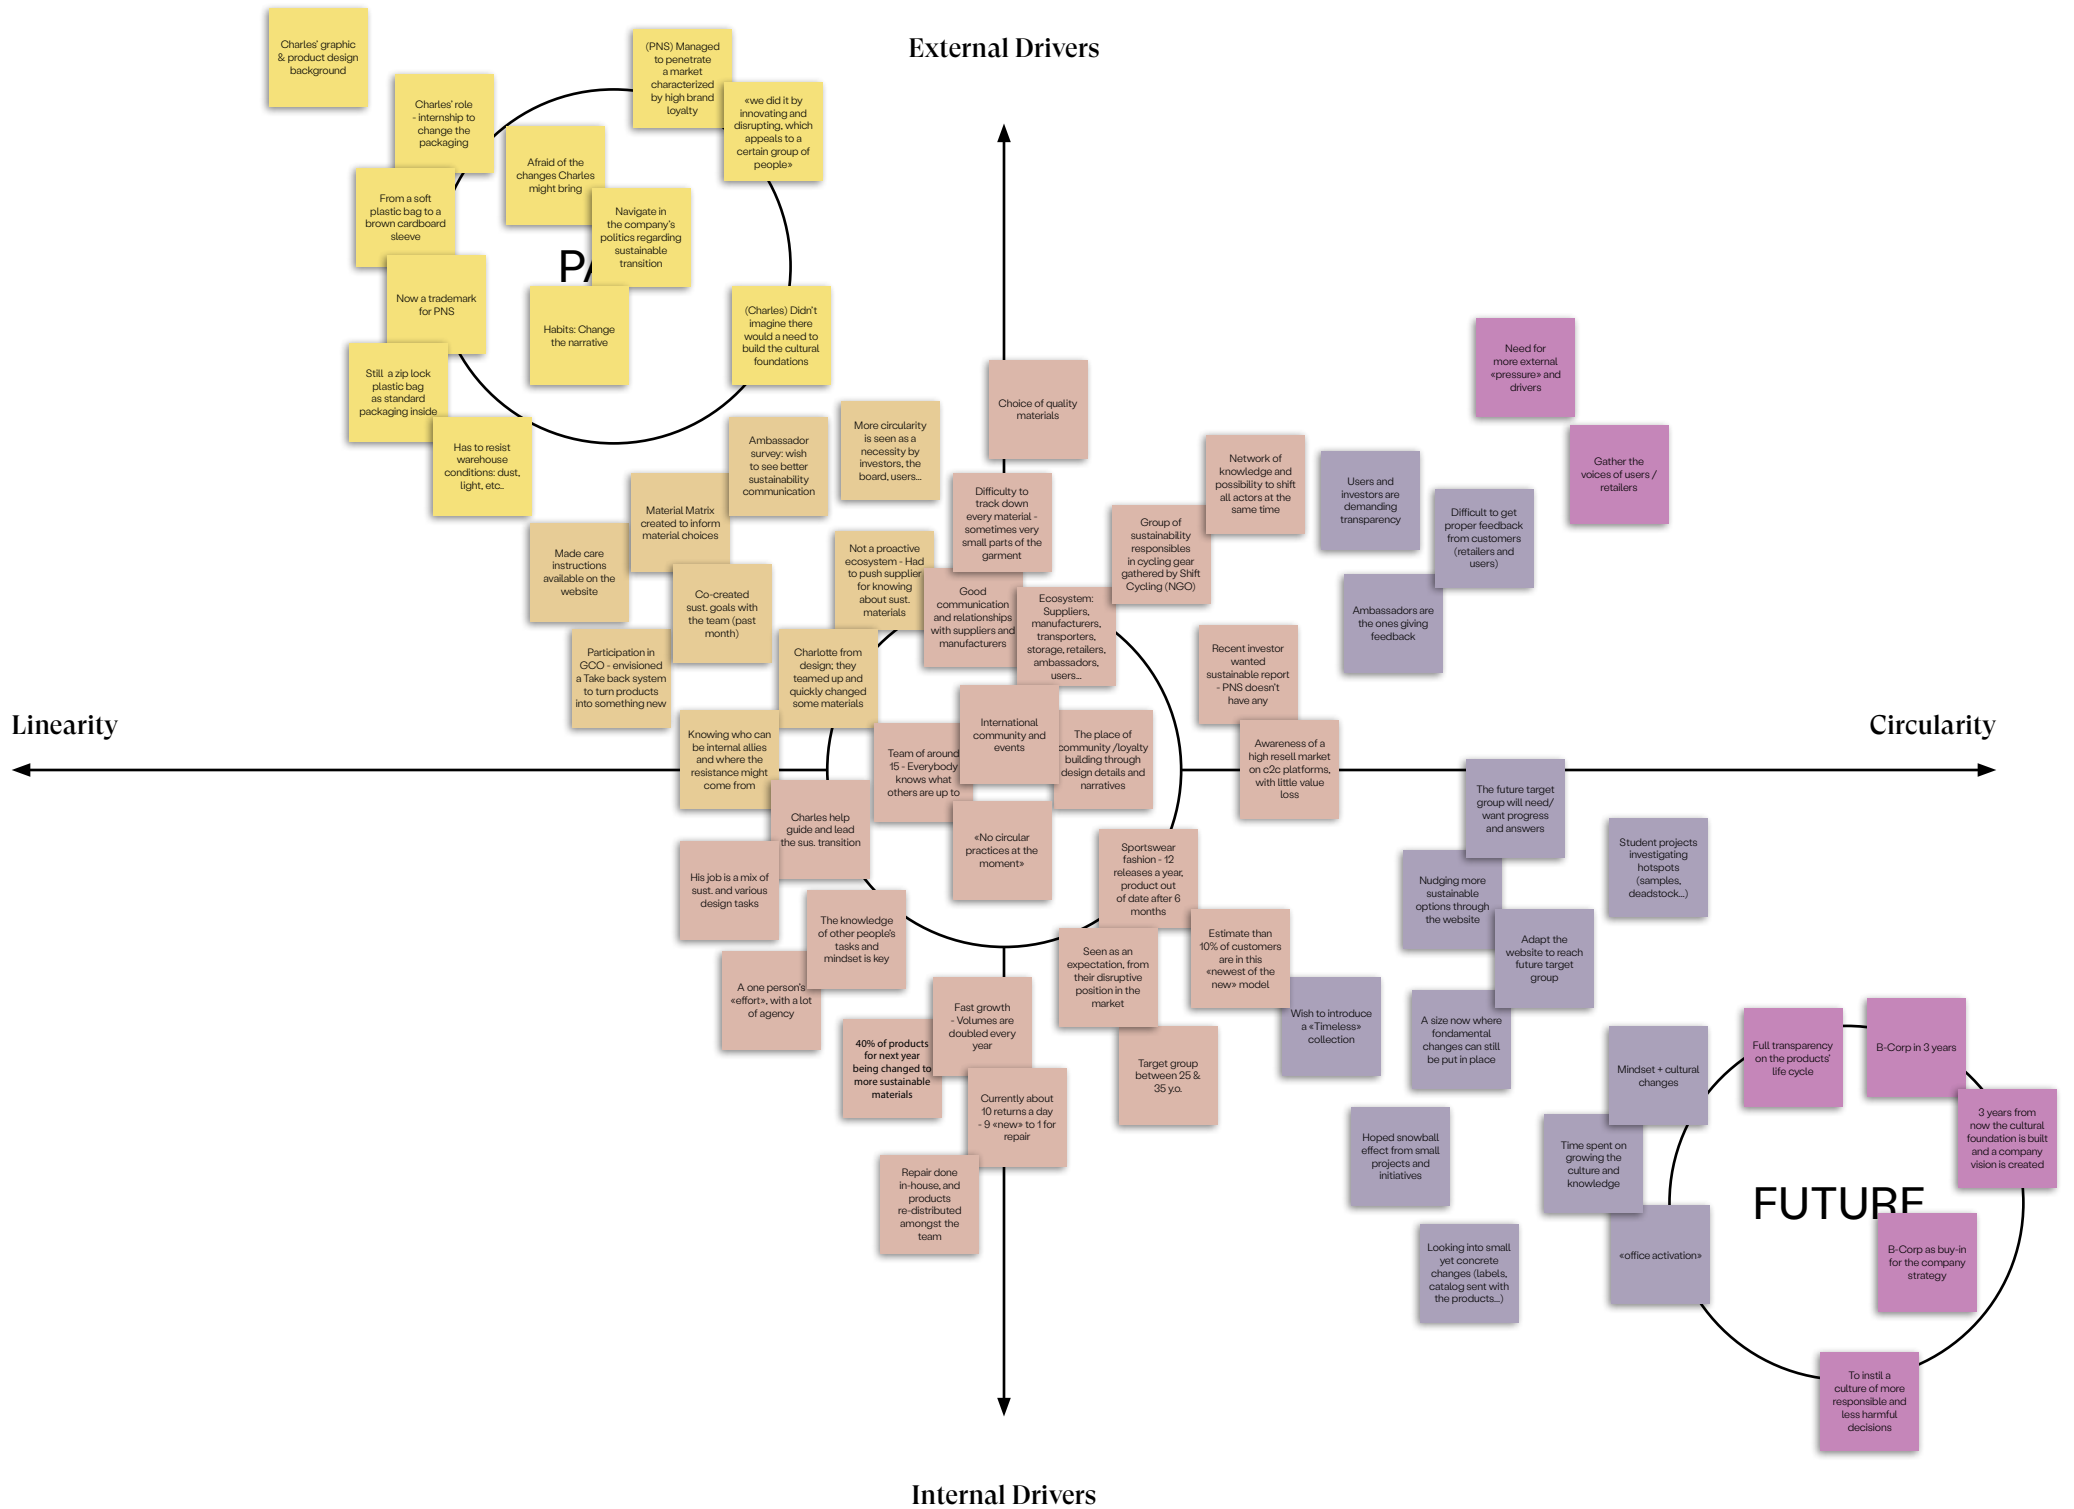 External Drivers
Charles' graphic
& product design
background
Charles' role
- internship to
change the
packaging
From a soft
plastic bag to a
brown cardboard
sleeve
Now a trademark
for PNS
Still a zip lock
plastic bag
as standard
packaging inside
Has to resist
warehouse
conditions: dust,
light, etc..
Afraid of the
changes Charles
might bring
Navigate in
the company's
politics regarding
sustainable
transition
PA
Habits: Change
the narrative
(PNS) Managed
to penetrate
a market
characterized
by high brand
loyalty
«we did it by
innovating and
disrupting, which
appeals to a
certain group of
people»
(Charles) Didn't
imagine there
would a need to
build the cultural
foundations
Ambassador
survey: wish
to see better
sustainability
communication
More circularity
is seen as a
necessity by
investors, the
board, users...
Material Matrix
created to inform
material choices
Made care
instructions
available on the
website
Co-created
sust. goals with
the team (past
month)
Not a proactive
ecosystem - Had
to push supplier
for knowing
about sust.
materials
Participation in
GCO - envisioned
a Take back system
to turn products
into something new
Charlotte from
design; they
teamed up and
quickly changed
some materials
Knowing who can
be internal allies
and where the
resistance might
come from
Choice of quality
materials
Difficulty to
track down
every material -
sometimes very
small parts of the
garment
Good
communication
and relationships
with suppliers and
manufacturers
Ecosystem:
Suppliers,
manufacturers,
transporters,
storage, retailers,
ambassadors,
users...
Group of
sustainability
responsibles
in cycling gear
gathered by Shift
Cycling (NGO)
Network of
knowledge and
possibility to shift
all actors at the
same time
Recent investor
wanted
sustainable report
- PNS doesn't
have any
Awareness of a
high resell market
on c2c platforms,
with little value
loss
International
community and
events
Team of around
15 - Everybody
knows what
others are up to
The place of
community /loyalty
building through
design details and
narratives
«No circular
practices at the
moment»
Charles help
guide and lead
the sus. transition
His job is a mix of
sust. and various
design tasks
The knowledge
of other people's
tasks and
mindset is key
A one person's
«effort», with a lot
of agency
Sportswear
fashion - 12
releases a year,
product out
of date after 6
months
Estimate than
10% of customers
are in this
«newest of the
new» model
Seen as an
expectation, from
their disruptive
position in the
market
Target group
between 25 &
35 y.o.
Fast growth
- Volumes are
doubled every
year
40% of products
for next year
being changed to
more sustainable
materials
Currently about
10 returns a day
- 9 «new» to 1 for
repair
Repair done
in-house, and
products
re-distributed
amongst the
team
Linearity
Circularity
Need for
more external
«pressure» and
drivers
Gather the
voices of users /
retailers
Users and
investors are
demanding
transparency
Difficult to get
proper feedback
from customers
(retailers and
users)
Ambassadors are
the ones giving
feedback
The future target
group will need/
want progress
and answers
Student projects
investigating
hotspots
(samples,
deadstock...)
Nudging more
sustainable
options through
the website
Adapt the
website to reach
future target
group
Wish to introduce
a «Timeless»
collection
A size now where
fondamental
changes can still
be put in place
Mindset + cultural
changes
Time spent on
growing the
culture and
knowledge
Hoped snowball
effect from small
projects and
initiatives
Looking into small
yet concrete
changes (labels,
catalog sent with
the products...)
«office activation»
Full transparency
on the products'
life cycle
B-Corp in 3 years
3 years from
now the cultural
foundation is built
and a company
vision is created
FUTURE
B-Corp as buy-in
for the company
strategy
To instil a
culture of more
responsible and
less harmful
decisions
Internal Drivers